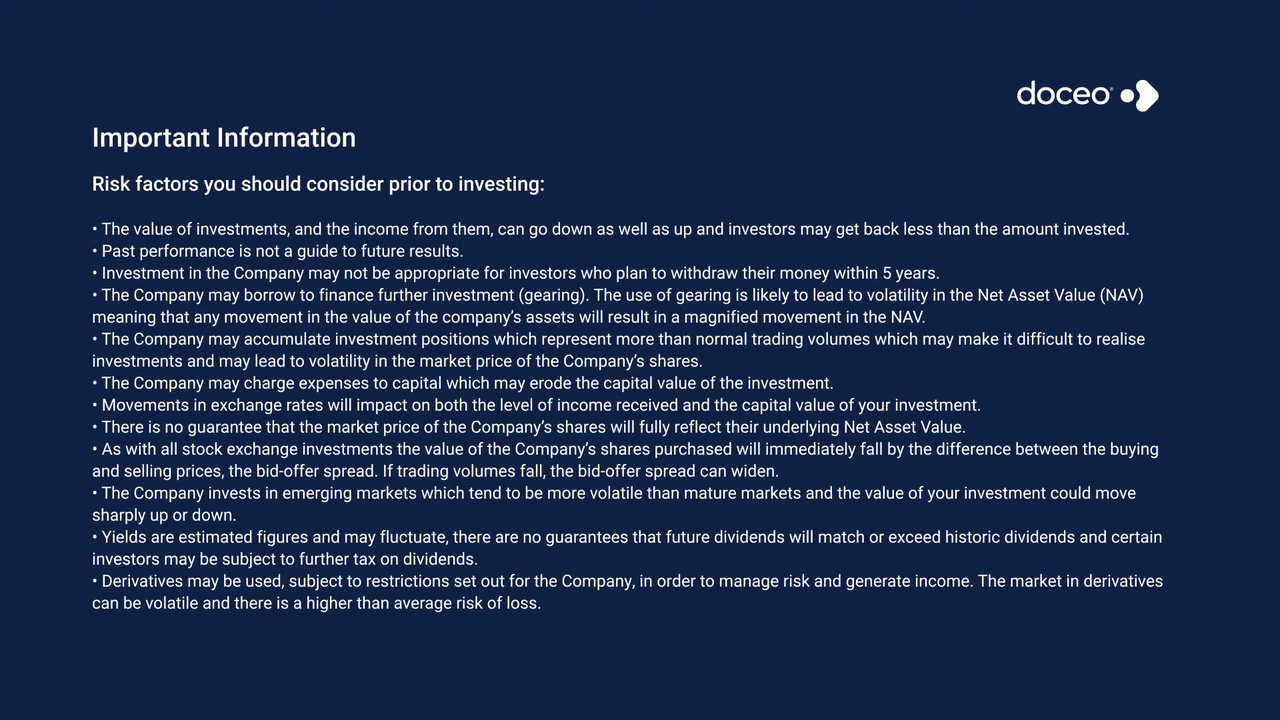 doceo
Important Information
Risk factors you should consider prior to investing:
• The value of investments, and the income from them, can go down as well as up and investors may get back less than the amount invested.
• Past performance is not a guide to future results.
• Investment in the Company may not be appropriate for investors who plan to withdraw their money within 5 years.
• The Company may borrow to finance further investment (gearing). The use of gearing is likely to lead to volatility in the Net Asset Value (NAV)
meaning that any movement in the value of the company’s assets will result in a magnified movement in the NAV.
• The Company may accumulate investment positions which represent more than normal trading volumes which may make it difficult to realise
investments and may lead to volatility in the market price of the Company’s shares.
• The Company may charge expenses to capital which may erode the capital value of the investment.
• Movements in exchange rates will impact on both the level of income received and the capital value of your investment.
• There is no guarantee that the market price of the Company’s shares will fully reflect their underlying Net Asset Value.
• As with all stock exchange investments the value of the Company’s shares purchased will immediately fall by the difference between the buying
and selling prices, the bid-offer spread. If trading volumes fall, the bid-offer spread can widen.
• The Company invests in emerging markets which tend to be more volatile than mature markets and the value of your investment could move
sharply up or down.
• Yields are estimated figures and may fluctuate, there are no guarantees that future dividends will match or exceed historic dividends and certain
investors may be subject to further tax on dividends.
• Derivatives may be used, subject to restrictions set out for the Company, in order to manage risk and generate income. The market in derivatives
can be volatile and there is a higher than average risk of loss.